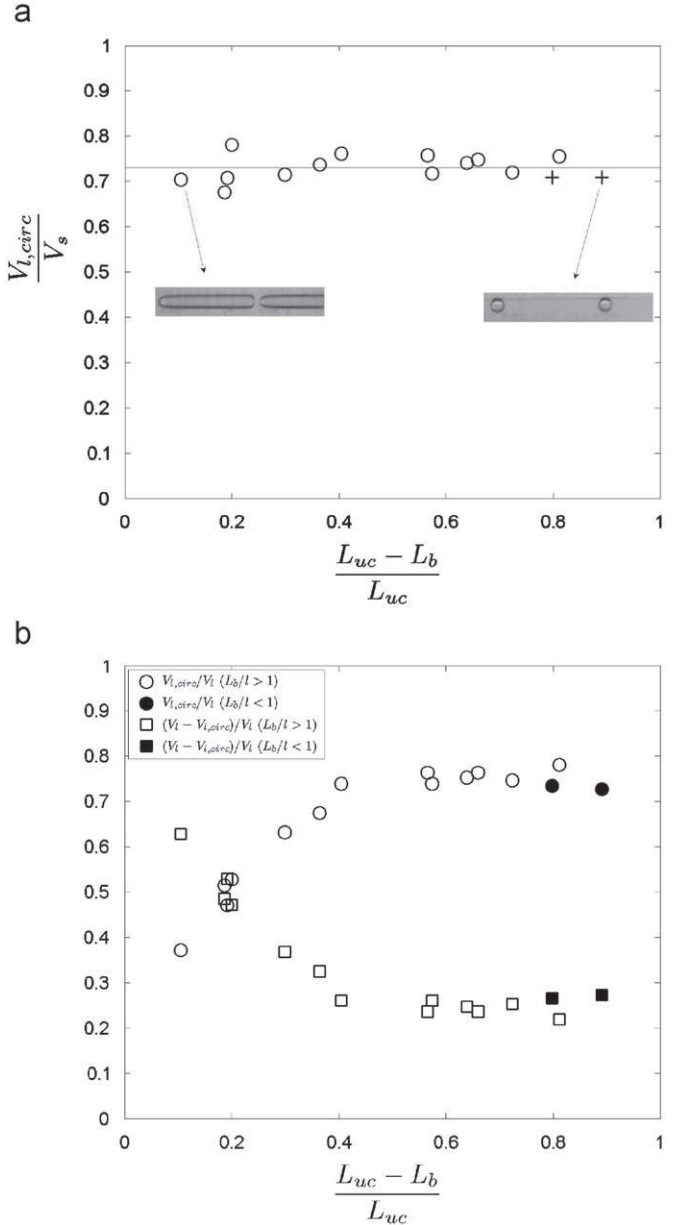 a
1
0.9
0.8
0.7
0.6
0.5
0.4
0.3
0.2
0.1
0
V_{l,circ}
V_s
0 0.2 0.4 0.6 0.8 1
L_{uc} − L_b
L_{uc}
b
1
0.9
0.8
0.7
0.6
0.5
0.4
0.3
0.2
0.1
0
V_{l,circ}/V_l (L_b/l > 1)
V_{l,circ}/V_l (L_b/l < 1)
(V_l − V_{l,circ})/V_l (L_b/l > 1)
(V_l − V_{l,circ})/V_l (L_b/l < 1)
0 0.2 0.4 0.6 0.8 1
L_{uc} − L_b
L_{uc}